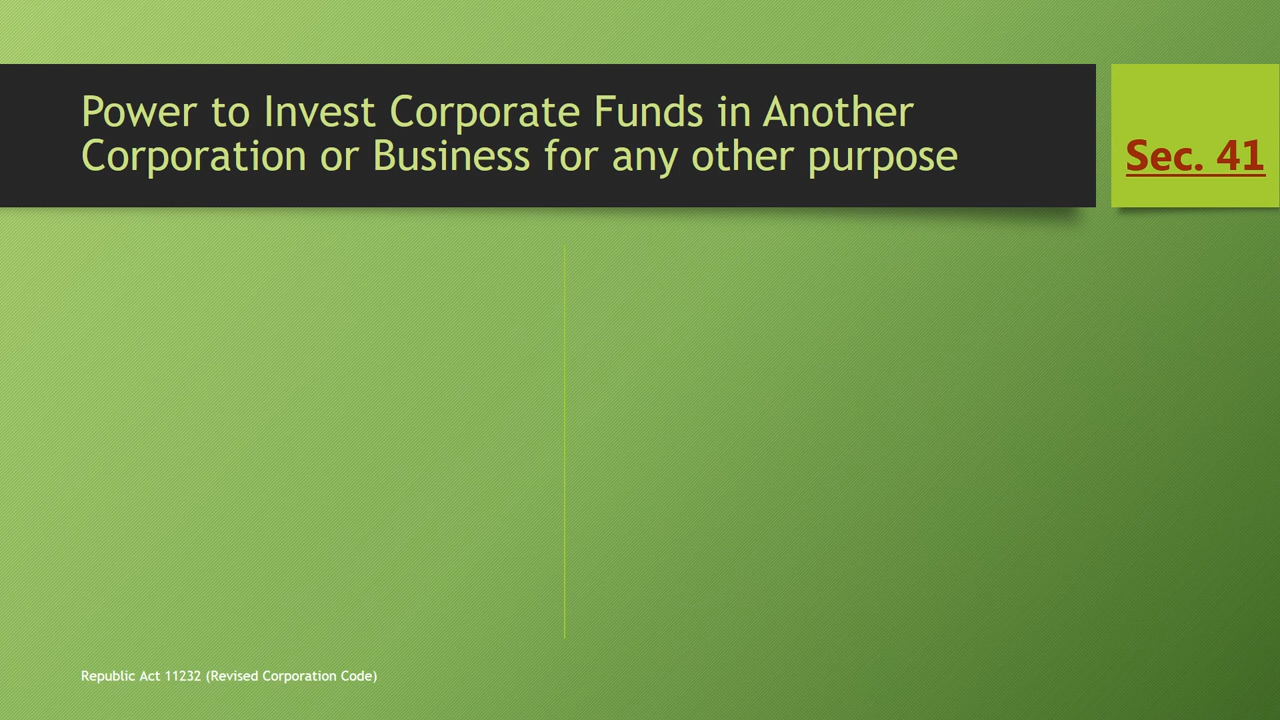 Power to Invest Corporate Funds in Another
Corporation or Business for any other purpose
Sec. 41
Republic Act 11232 (Revised Corporation Code)